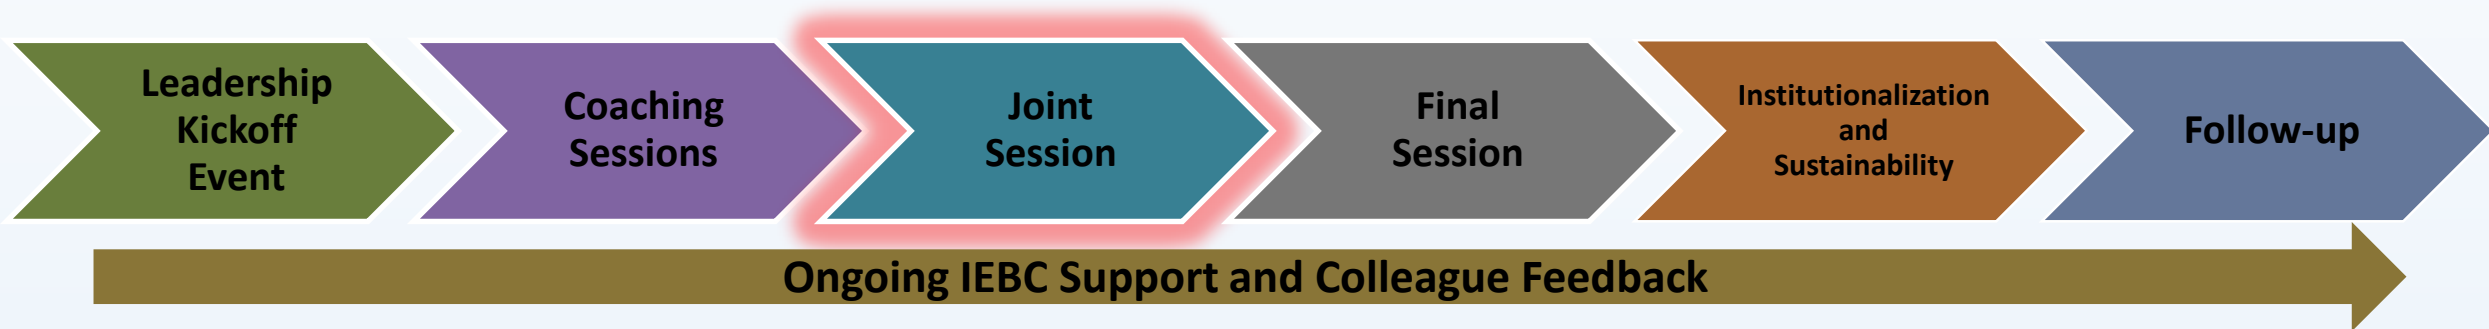 Leadership
Kickoff
Event
Coaching
Sessions
Joint
Session
Final
Session
Institutionalization
and
Sustainability
Follow-up
Ongoing IEBC Support and Colleague Feedback